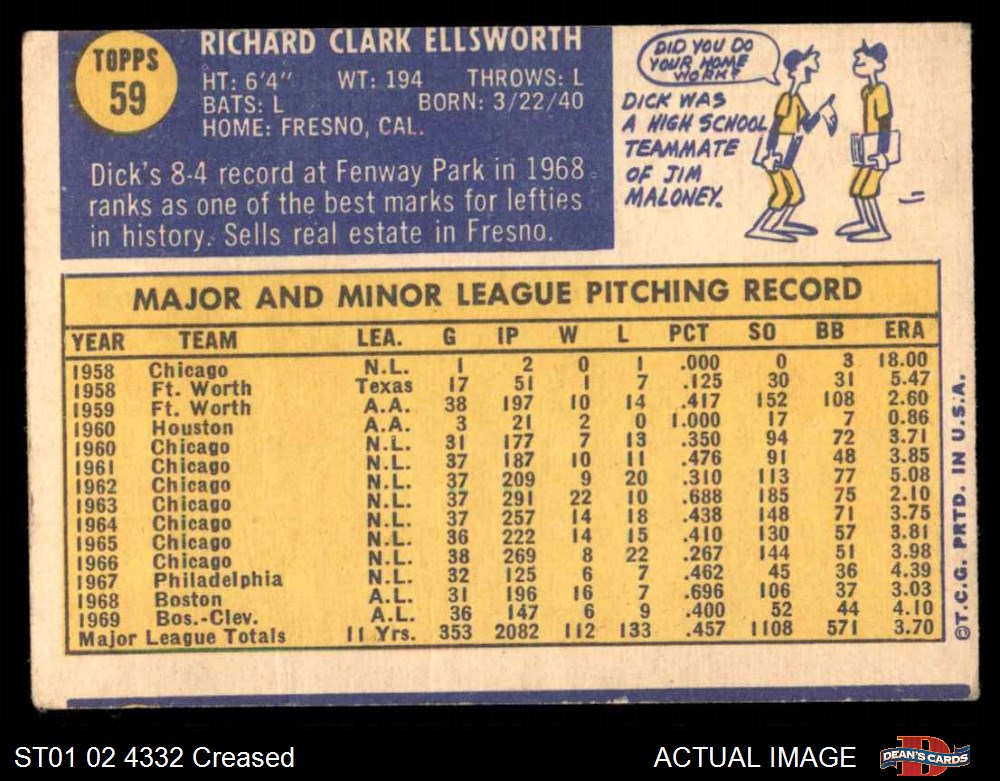 TOPPS
59
RICHARD CLARK ELLSWORTH
HT: 6'4" WT: 194 THROWS: L
BATS: L BORN: 3/22/40
HOME: FRESNO, CAL.
Dick's 8-4 record at Fenway Park in 1968
ranks as one of the best marks for lefties
in history. Sells real estate in Fresno.
DID YOU DO
YOUR HOME
WORK?
DICK WAS
A HIGH SCHOOL
TEAMMATE
OF JIM
MALONEY.
MAJOR AND MINOR LEAGUE PITCHING RECORD
YEAR TEAM LEA. G IP W L PCT SO BB ERA
1958 Chicago N.L. 1 2 0 1 .000 0 3 18.00
1958 Ft. Worth Texas 17 51 1 7 .125 30 31 5.47
1959 Ft. Worth A.A. 38 197 10 14 .417 152 108 2.60
1960 Houston A.A. 3 21 2 0 1.000 17 7 0.86
1960 Chicago N.L. 31 177 7 13 .350 94 72 3.71
1961 Chicago N.L. 37 187 10 11 .476 91 48 3.85
1962 Chicago N.L. 37 209 9 20 .310 113 77 5.08
1963 Chicago N.L. 37 291 22 10 .688 185 75 2.10
1964 Chicago N.L. 37 257 14 18 .438 148 71 3.75
1965 Chicago N.L. 36 222 14 15 .410 130 57 3.81
1966 Chicago N.L. 38 269 8 22 .267 144 51 3.98
1967 Philadelphia N.L. 32 125 6 7 .462 45 36 4.39
1968 Boston A.L. 31 196 16 7 .696 106 37 3.03
1969 Bos.-Clev. A.L. 36 147 6 9 .400 52 44 4.10
Major League Totals 11 Yrs. 353 2082 112 133 .457 1108 571 3.70
©T.C.G. PRTD. IN U.S.A.
ST01 02 4332 Creased
ACTUAL IMAGE
DEAN'S CARDS